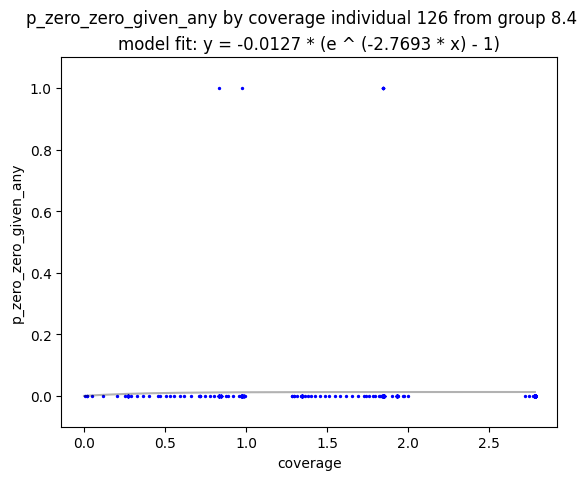 p_zero_zero_given_any by coverage individual 126 from group 8.4
model fit: y = -0.0127 * (e ^ (-2.7693 * x) - 1)
1.0
0.8
0.6
0.4
0.2
0.0
p_zero_zero_given_any
0.0 0.5 1.0 1.5 2.0 2.5
coverage